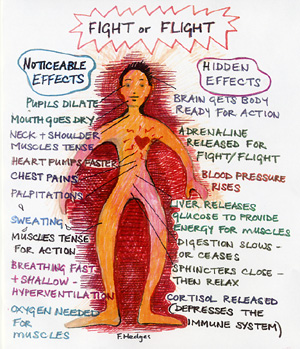 FIGHT or FLIGHT
NOTICEABLE
EFFECTS
PUPILS DILATE
MOUTH GOES DRY
NECK + SHOULDER
MUSCLES TENSE
HEART PUMPS FASTER
CHEST PAINS
PALPITATIONS
&
SWEATING
MUSCLES TENSE
FOR ACTION
BREATHING FAST
+ SHALLOW -
HYPERVENTILATION
OXYGEN NEEDED
FOR
MUSCLES
HIDDEN
EFFECTS
BRAIN GETS BODY
READY FOR ACTION
ADRENALINE
RELEASED FOR
FIGHT/FLIGHT
BLOOD PRESSURE
RISES
LIVER RELEASES
GLUCOSE TO PROVIDE
ENERGY FOR MUSCLES
DIGESTION SLOWS -
OR CEASES
SPHINCTERS CLOSE -
THEN RELAX
CORTISOL RELEASED
(DEPRESSES THE
IMMUNE SYSTEM)
F. Hedges